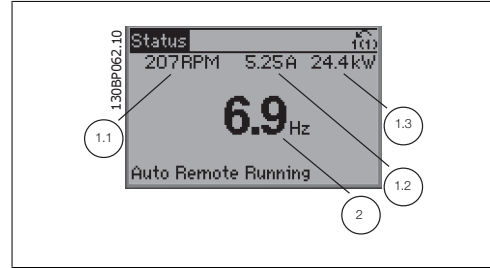 130BP062.10
Status
1(1)
207RPM 5.25A 24.4kW
1.1
1.3
6.9Hz
1.2
Auto Remote Running
2